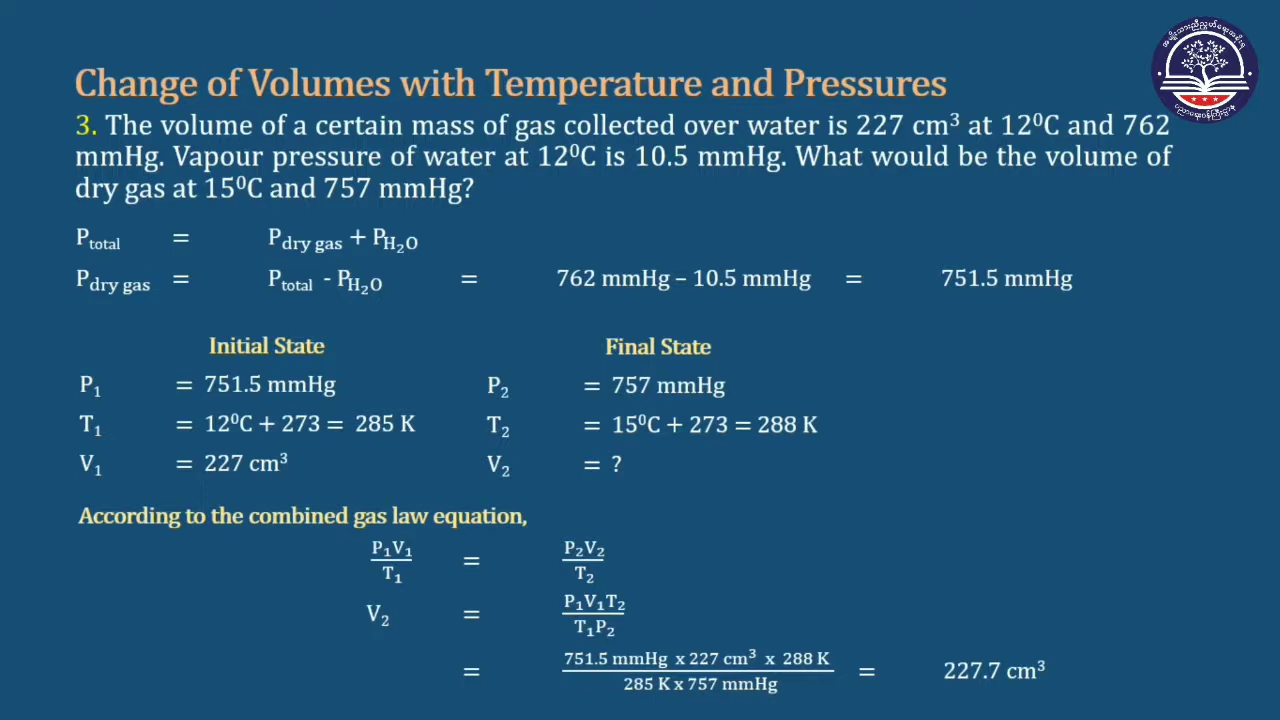 Change of Volumes with Temperature and Pressures
3. The volume of a certain mass of gas collected over water is 227 cm³ at 12⁰C and 762
mmHg. Vapour pressure of water at 12⁰C is 10.5 mmHg. What would be the volume of
dry gas at 15⁰C and 757 mmHg?
P_total = P_dry gas + P_H₂O
P_dry gas = P_total - P_H₂O = 762 mmHg – 10.5 mmHg = 751.5 mmHg
Initial State Final State
P₁ = 751.5 mmHg P₂ = 757 mmHg
T₁ = 12⁰C + 273 = 285 K T₂ = 15⁰C + 273 = 288 K
V₁ = 227 cm³ V₂ = ?
According to the combined gas law equation,
P₁V₁/T₁ = P₂V₂/T₂
V₂ = P₁V₁T₂/T₁P₂
= 751.5 mmHg x 227 cm³ x 288 K/285 K x 757 mmHg = 227.7 cm³